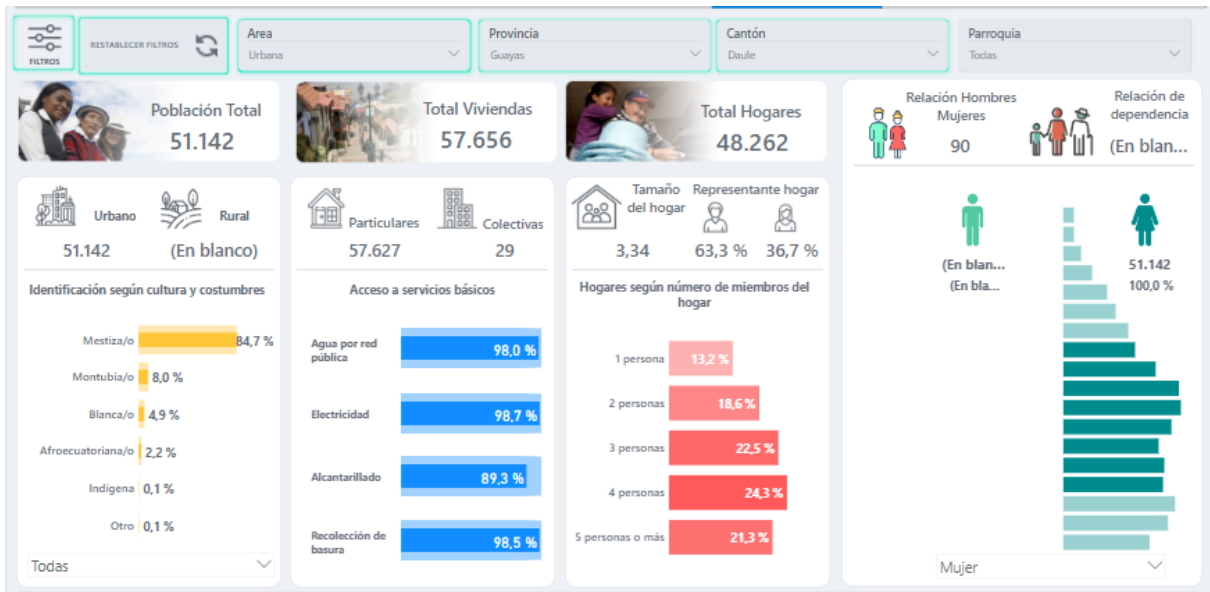 FILTROS
RESTABLECER FILTROS
Area
Urbana
Provincia
Guayas
Cantón
Daule
Parroquia
Todas
Población Total
51.142
Total Viviendas
57.656
Total Hogares
48.262
Relación Hombres
Mujeres
90
Relación de
dependencia
(En blan...
Urbano
51.142
Rural
(En blanco)
Identificación según cultura y costumbres
Mestiza/o 84,7 %
Montubia/o 8,0 %
Blanca/o 4,9 %
Afroecuatoriana/o 2,2 %
Indígena 0,1 %
Otro 0,1 %
Todas
Particulares
57.627
Colectivas
29
Acceso a servicios básicos
Agua por red
pública
98,0 %
Electricidad 98,7 %
Alcantarillado 89,3 %
Recolección de
basura
98,5 %
Tamaño
del hogar
3,34
Representante hogar
63,3 % 36,7 %
Hogares según número de miembros del
hogar
1 persona 13,2 %
2 personas 18,6 %
3 personas 22,5 %
4 personas 24,3 %
5 personas o más 21,3 %
(En blan...
(En bla...
51.142
100,0 %
Mujer